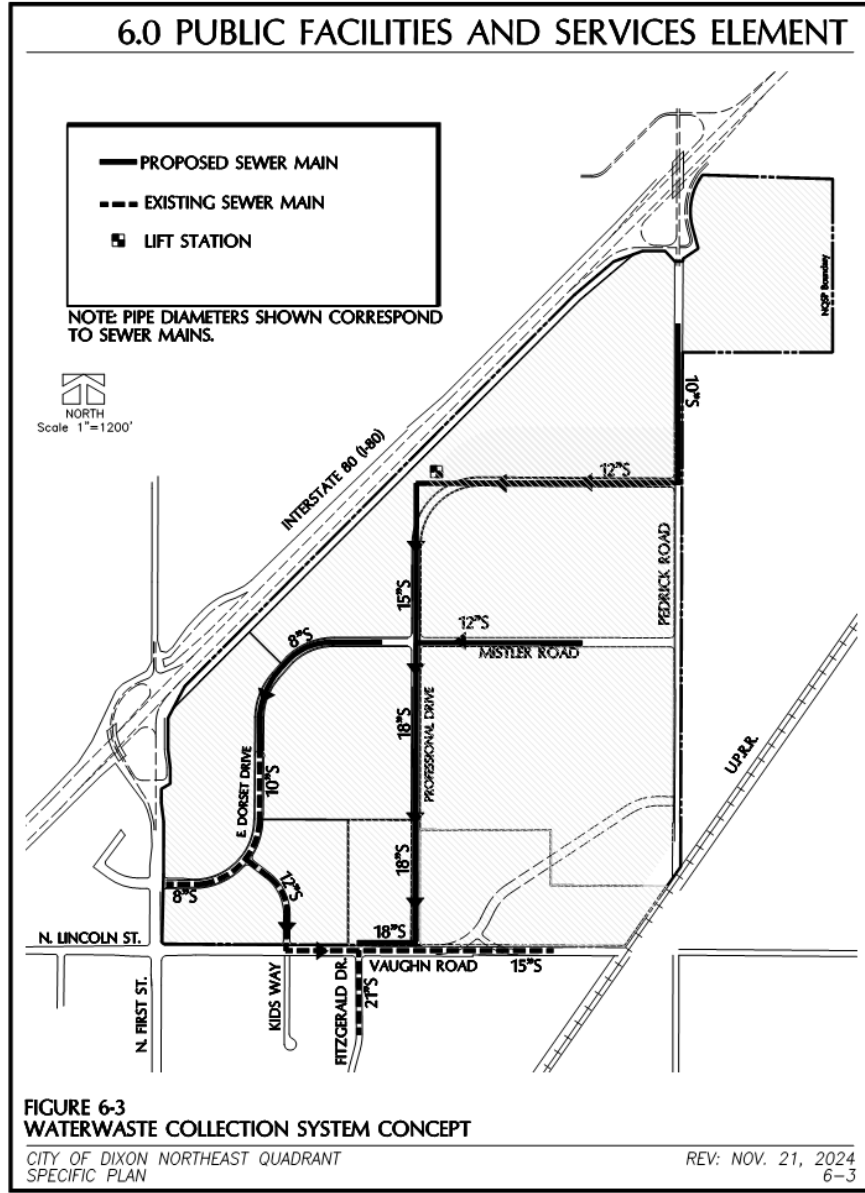 6.0 PUBLIC FACILITIES AND SERVICES ELEMENT
PROPOSED SEWER MAIN
EXISTING SEWER MAIN
LIFT STATION
NOTE: PIPE DIAMETERS SHOWN CORRESPOND
TO SEWER MAINS.
NORTH
Scale 1"=1200'
NQSP Boundary
10"S
INTERSTATE 80 (I-80)
12"S
PEDRICK ROAD
15"S
12"S
8"S
MISTLER ROAD
18"S
PROFESSIONAL DRIVE
U.P.R.R.
E. DORSET DRIVE
10"S
18"S
12"S
8"S
18"S
N. LINCOLN ST.
VAUGHN ROAD
15"S
N. FIRST ST.
KIDS WAY
FITZGERALD DR.
21"S
FIGURE 6-3
WATERWASTE COLLECTION SYSTEM CONCEPT
CITY OF DIXON NORTHEAST QUADRANT
SPECIFIC PLAN
REV: NOV. 21, 2024
6-3